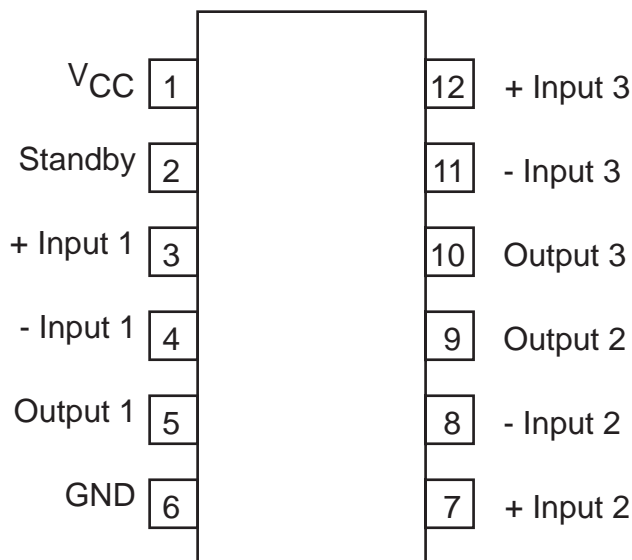 VCC 1
Standby 2
+ Input 1 3
- Input 1 4
Output 1 5
GND 6
12 + Input 3
11 - Input 3
10 Output 3
9 Output 2
8 - Input 2
7 + Input 2